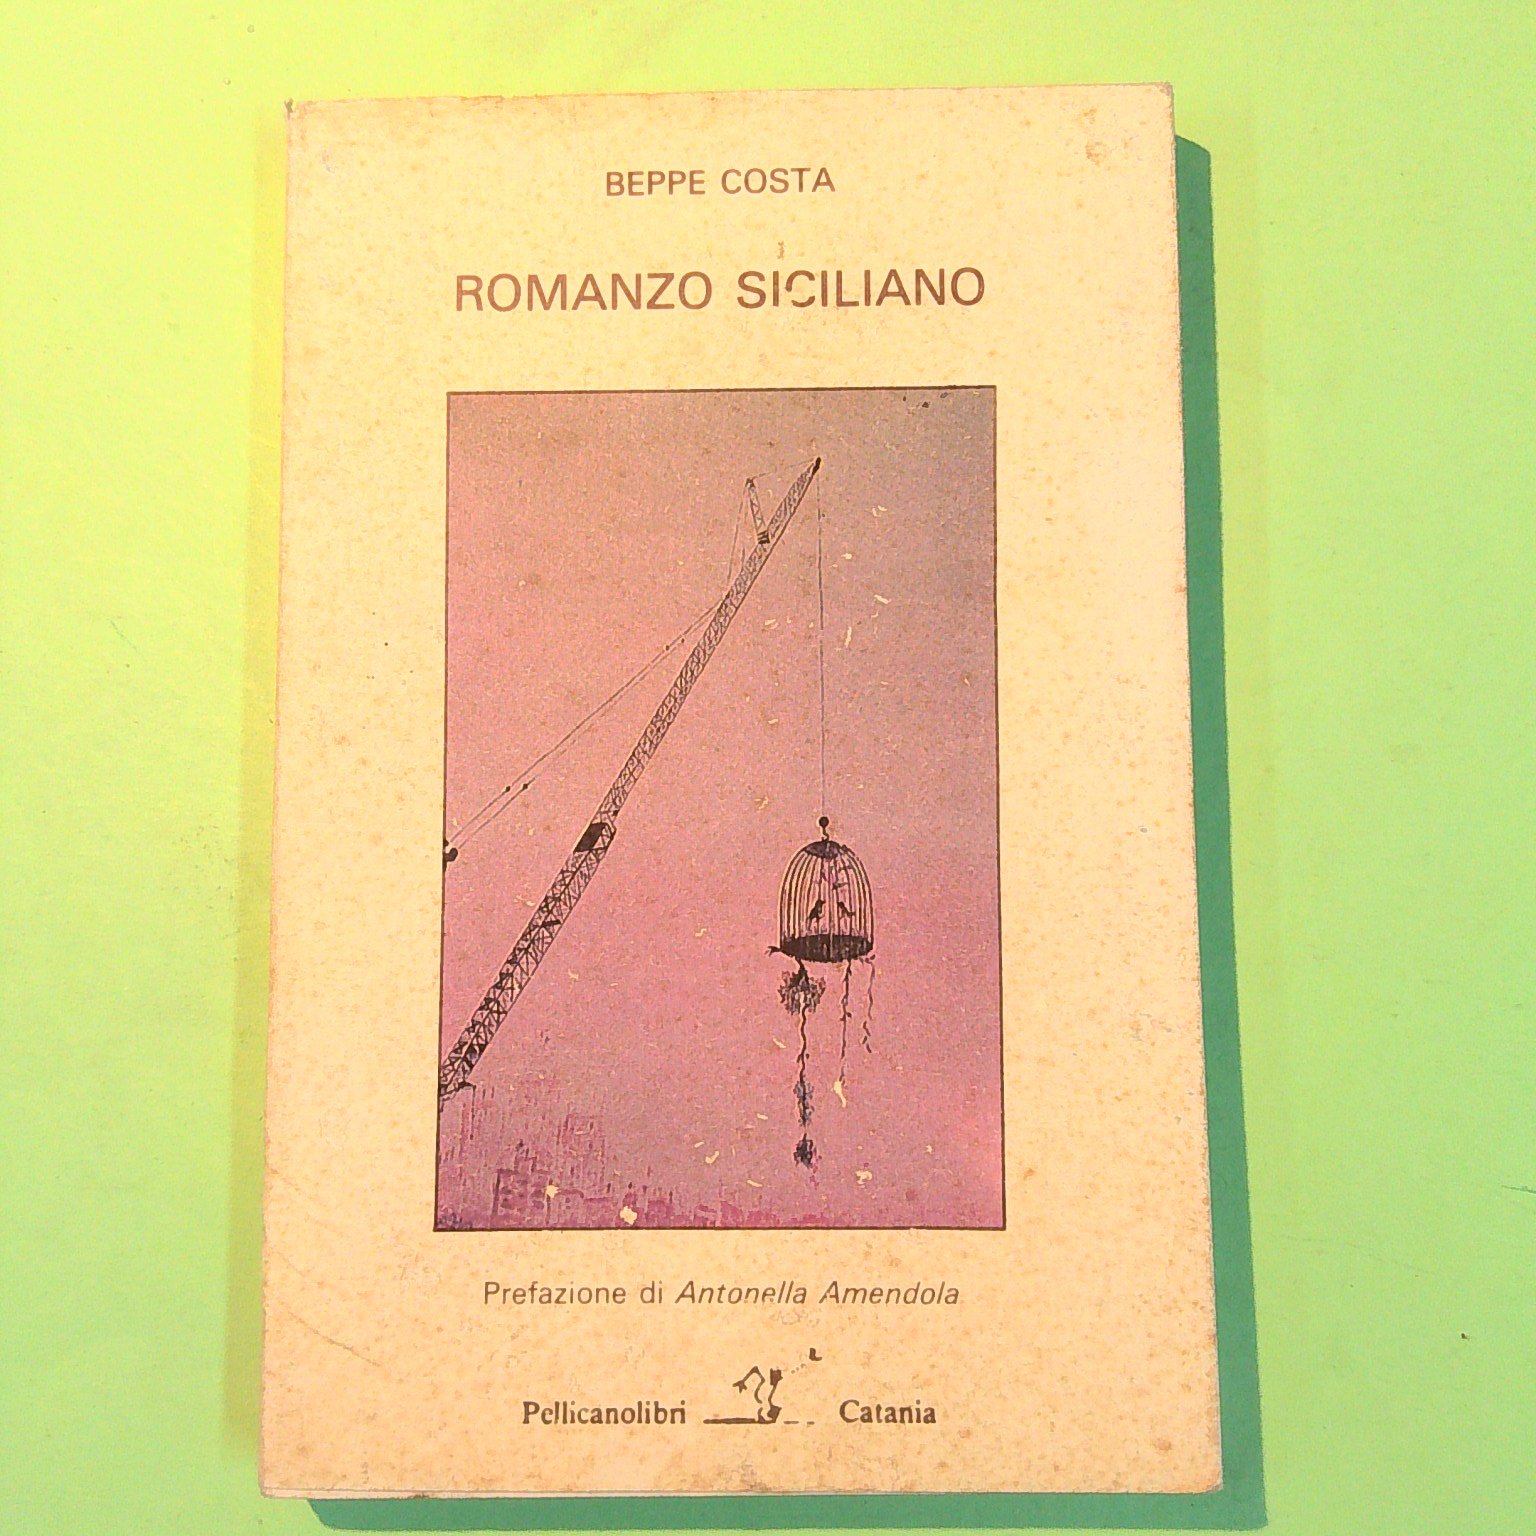 BEPPE COSTA
ROMANZO SICILIANO
Prefazione di Antonella Amendola
Pellicanolibri Catania